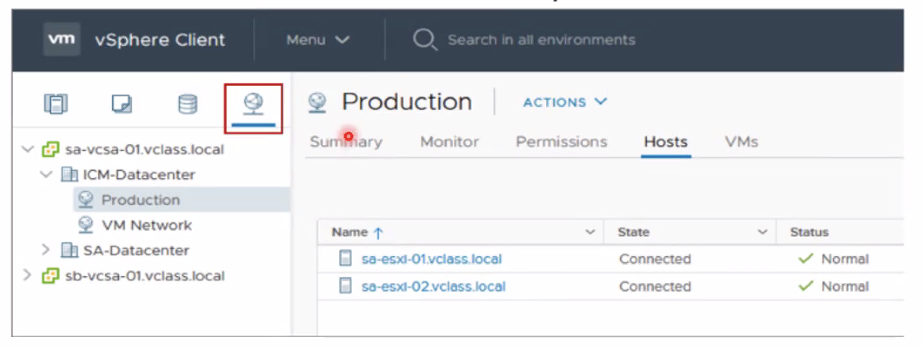 vm vSphere Client Menu Search in all environments
Production ACTIONS
Summary Monitor Permissions Hosts VMs
sa-vcsa-01.vclass.local
ICM-Datacenter
Production
VM Network
SA-Datacenter
sb-vcsa-01.vclass.local
Name State Status
sa-esxi-01.vclass.local Connected Normal
sa-esxi-02.vclass.local Connected Normal